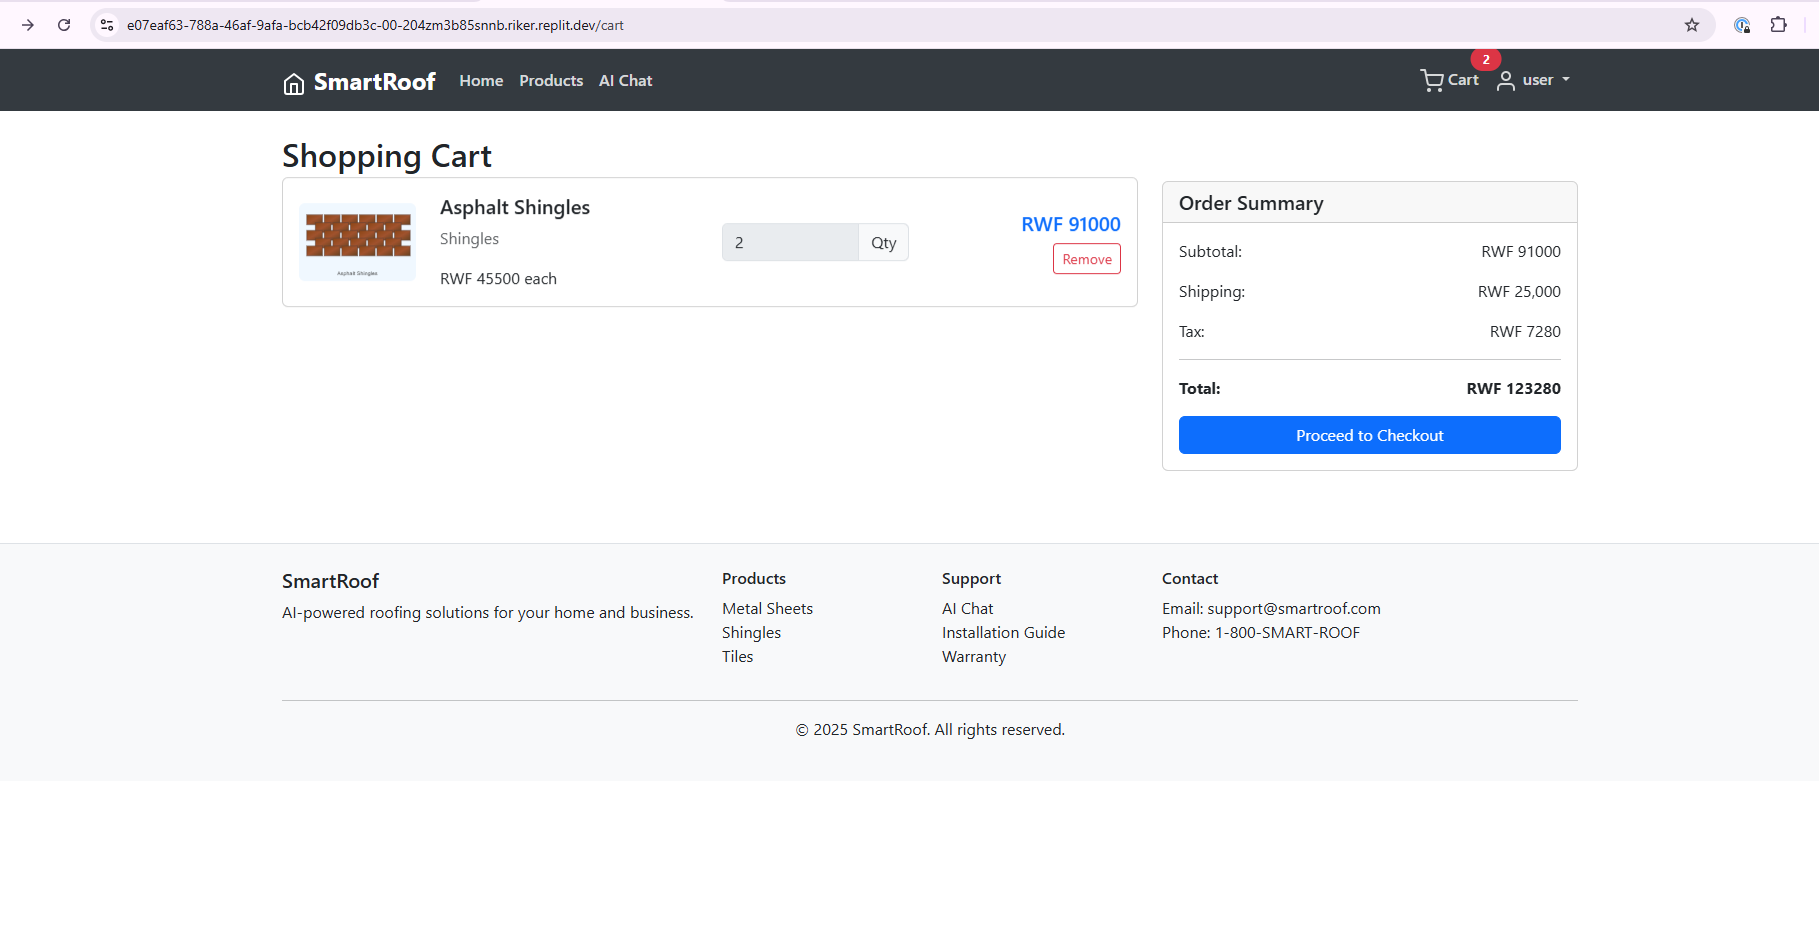 e07eaf63-788a-46af-9afa-bcb42f09db3c-00-204zm3b85snnb.riker.replit.dev/cart
SmartRoof Home Products AI Chat 2 Cart user
Shopping Cart
Asphalt Shingles
Asphalt Shingles
Shingles
RWF 45500 each
2 Qty
RWF 91000
Remove
Order Summary
Subtotal: RWF 91000
Shipping: RWF 25,000
Tax: RWF 7280
Total: RWF 123280
Proceed to Checkout
SmartRoof
AI-powered roofing solutions for your home and business.
Products
Metal Sheets
Shingles
Tiles
Support
AI Chat
Installation Guide
Warranty
Contact
Email: support@smartroof.com
Phone: 1-800-SMART-ROOF
© 2025 SmartRoof. All rights reserved.